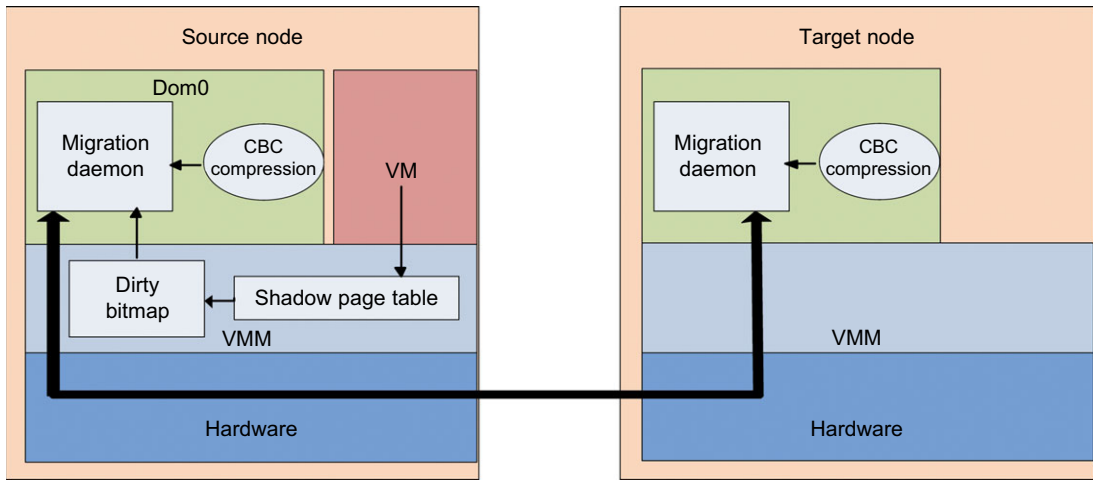 Source node
Dom0
Migration
daemon
CBC
compression
VM
Dirty
bitmap
Shadow page table
VMM
Hardware
Target node
Migration
daemon
CBC
compression
VMM
Hardware